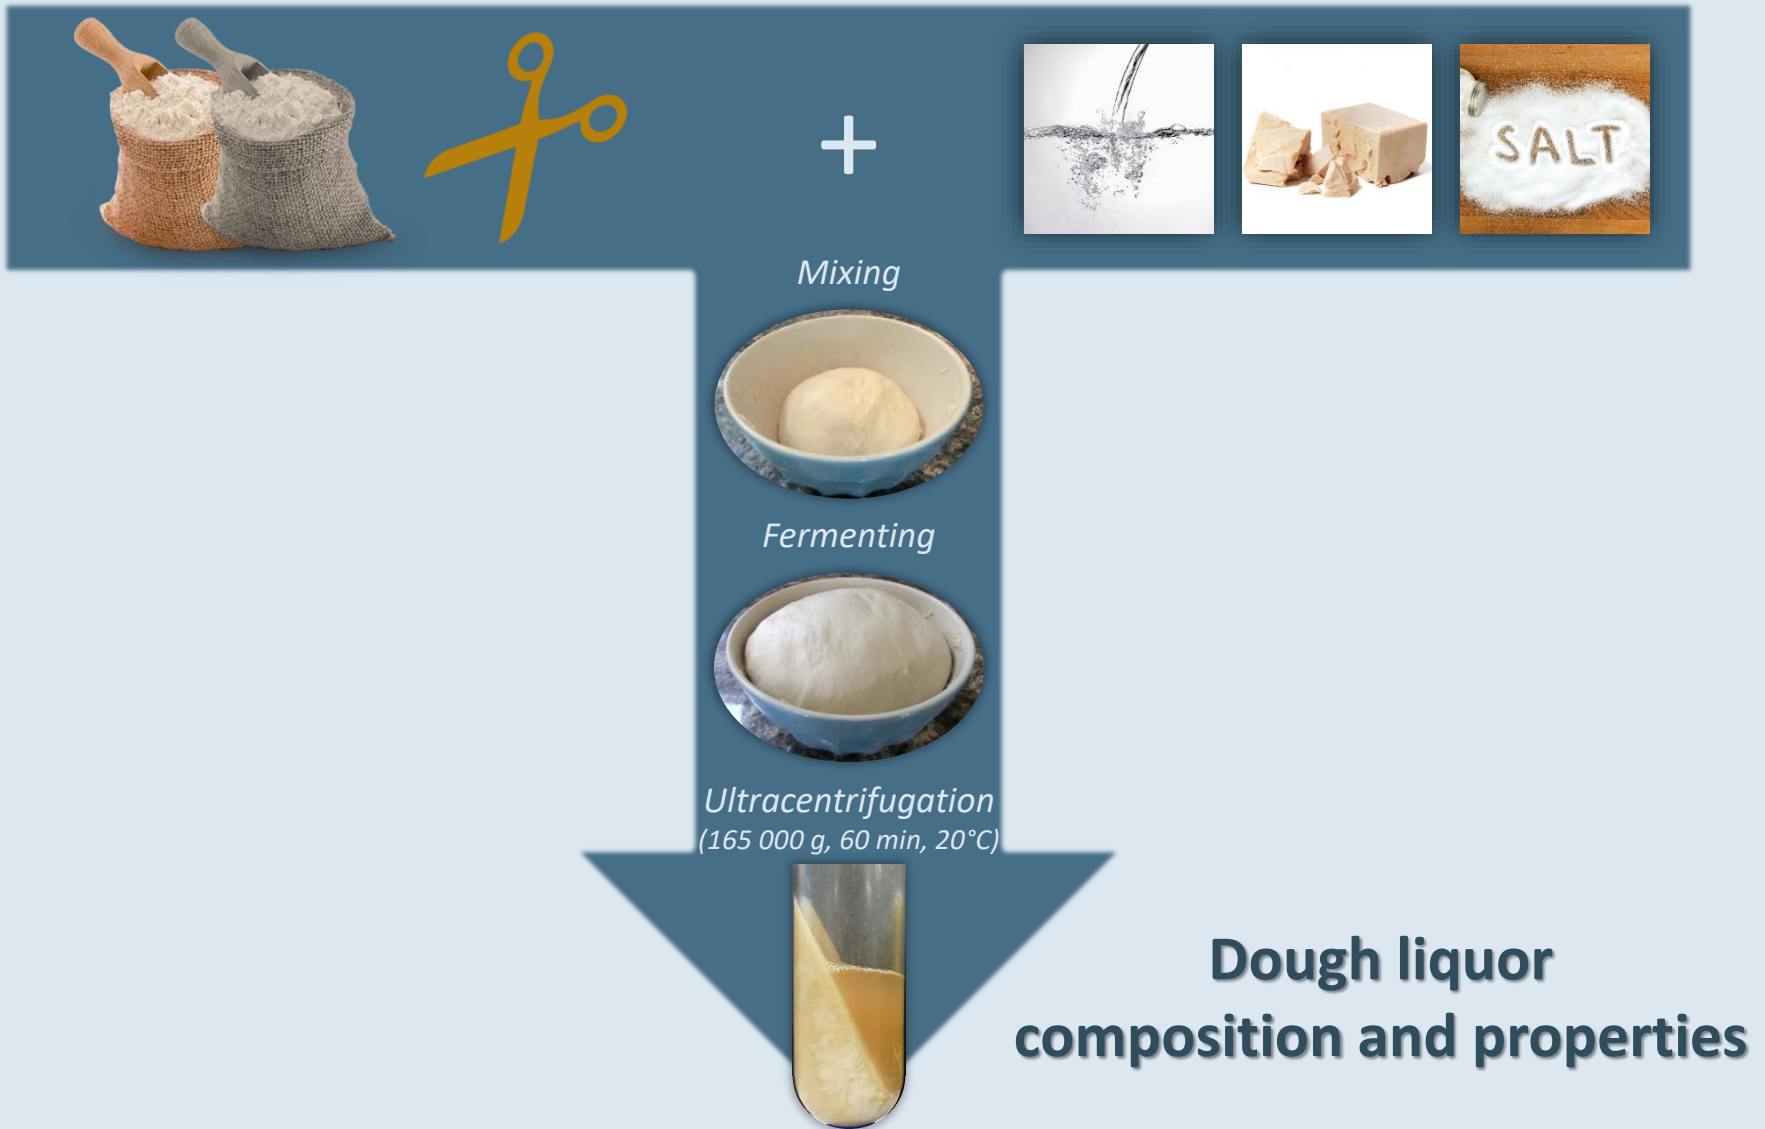 +
SALT
Mixing
Fermenting
Ultracentrifugation
(165 000 g, 60 min, 20°C)
Dough liquor
composition and properties